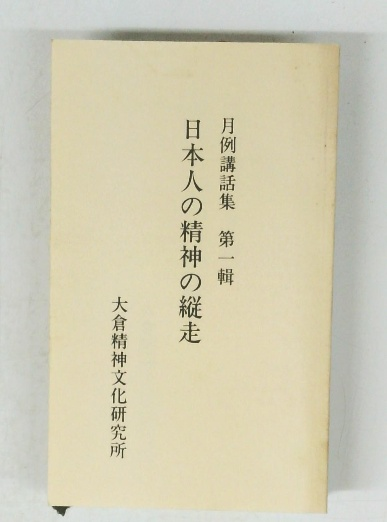 月例講話集　第一輯
日本人の精神の縦走
大倉精神文化研究所